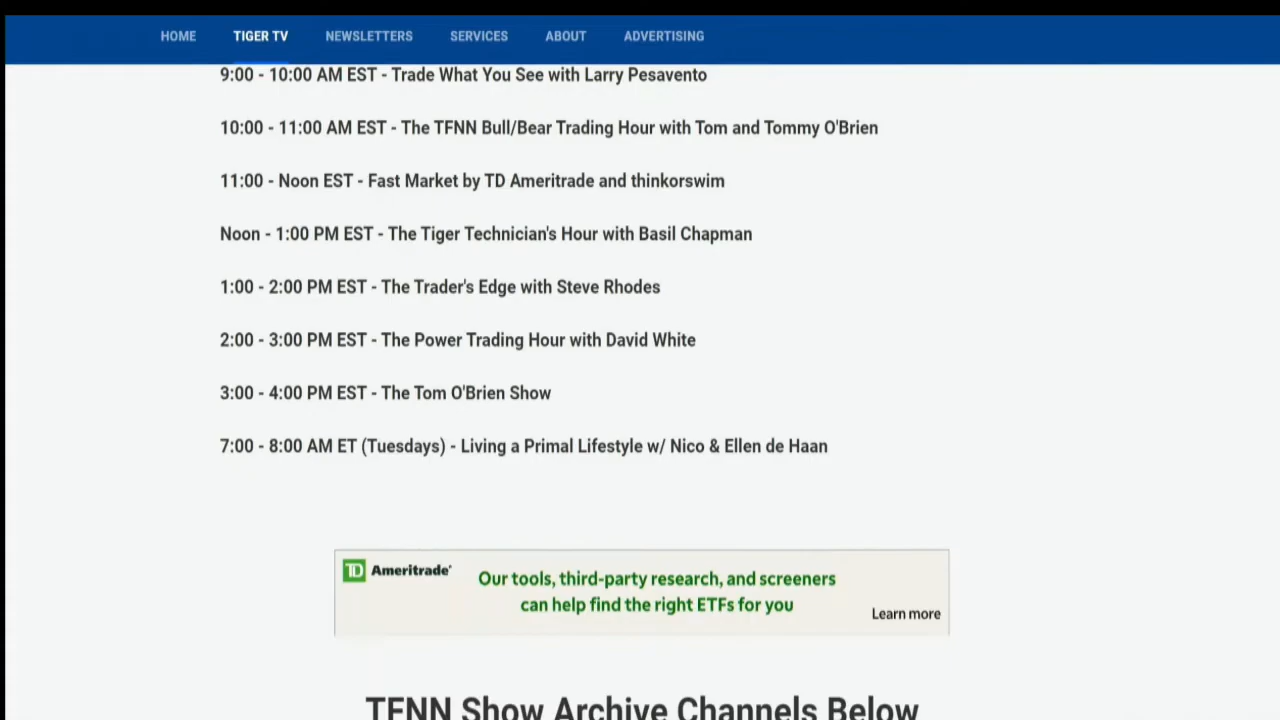 HOME TIGER TV NEWSLETTERS SERVICES ABOUT ADVERTISING
9:00 - 10:00 AM EST - Trade What You See with Larry Pesavento
10:00 - 11:00 AM EST - The TFNN Bull/Bear Trading Hour with Tom and Tommy O'Brien
11:00 - Noon EST - Fast Market by TD Ameritrade and thinkorswim
Noon - 1:00 PM EST - The Tiger Technician's Hour with Basil Chapman
1:00 - 2:00 PM EST - The Trader's Edge with Steve Rhodes
2:00 - 3:00 PM EST - The Power Trading Hour with David White
3:00 - 4:00 PM EST - The Tom O'Brien Show
7:00 - 8:00 AM ET (Tuesdays) - Living a Primal Lifestyle w/ Nico & Ellen de Haan
TD Ameritrade
Our tools, third-party research, and screeners
can help find the right ETFs for you
Learn more
TFNN Show Archive Channels Below